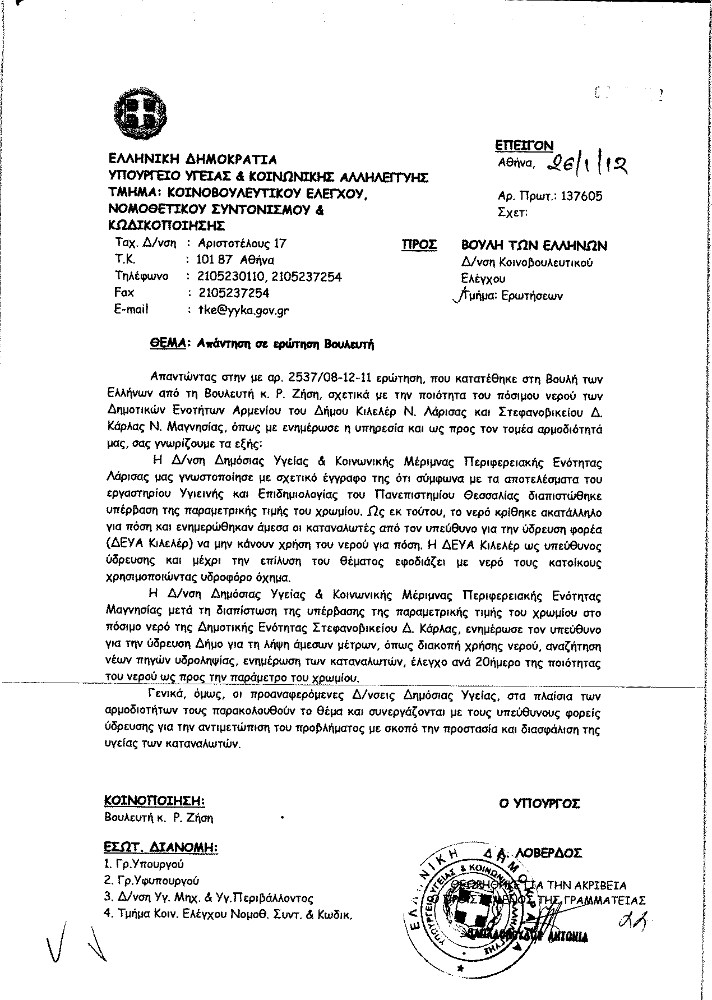 ΕΠΕΙΓΟΝ
Αθήνα, 26/1/12
ΕΛΛΗΝΙΚΗ ΔΗΜΟΚΡΑΤΙΑ
ΥΠΟΥΡΓΕΙΟ ΥΓΕΙΑΣ & ΚΟΙΝΩΝΙΚΗΣ ΑΛΛΗΛΕΓΓΥΗΣ
ΤΜΗΜΑ: ΚΟΙΝΟΒΟΥΛΕΥΤΙΚΟΥ ΕΛΕΓΧΟΥ,
ΝΟΜΟΘΕΤΙΚΟΥ ΣΥΝΤΟΝΙΣΜΟΥ &
ΚΩΔΙΚΟΠΟΙΗΣΗΣ
Αρ. Πρωτ.: 137605
Σχετ:
Ταχ. Δ/νση : Αριστοτέλους 17
Τ.Κ. : 101 87 Αθήνα
Τηλέφωνο : 2105230110, 2105237254
Fax : 2105237254
E-mail : tke@yyka.gov.gr
ΠΡΟΣ ΒΟΥΛΗ ΤΩΝ ΕΛΛΗΝΩΝ
Δ/νση Κοινοβουλευτικού
Ελέγχου
Τμήμα: Ερωτήσεων
ΘΕΜΑ: Απάντηση σε ερώτηση Βουλευτή
Απαντώντας στην με αρ. 2537/08-12-11 ερώτηση, που κατατέθηκε στη Βουλή των
Ελλήνων από τη Βουλευτή κ. Ρ. Ζήση, σχετικά με την ποιότητα του πόσιμου νερού των
Δημοτικών Ενοτήτων Αρμενίου του Δήμου Κιλελέρ Ν. Λάρισας και Στεφανοβικείου Δ.
Κάρλας Ν. Μαγνησίας, όπως με ενημέρωσε η υπηρεσία και ως προς τον τομέα αρμοδιότητά
μας, σας γνωρίζουμε τα εξής:
Η Δ/νση Δημόσιας Υγείας & Κοινωνικής Μέριμνας Περιφερειακής Ενότητας
Λάρισας μας γνωστοποίησε με σχετικό έγγραφο της ότι σύμφωνα με τα αποτελέσματα του
εργαστηρίου Υγιεινής και Επιδημιολογίας του Πανεπιστημίου Θεσσαλίας διαπιστώθηκε
υπέρβαση της παραμετρικής τιμής του χρωμίου. Ως εκ τούτου, το νερό κρίθηκε ακατάλληλο
για πόση και ενημερώθηκαν άμεσα οι καταναλωτές από τον υπεύθυνο για την ύδρευση φορέα
(ΔΕΥΑ Κιλελέρ) να μην κάνουν χρήση του νερού για πόση. Η ΔΕΥΑ Κιλελέρ ως υπεύθυνος
ύδρευσης και μέχρι την επίλυση του θέματος εφοδιάζει με νερό τους κατοίκους
χρησιμοποιώντας υδροφόρο όχημα.
Η Δ/νση Δημόσιας Υγείας & Κοινωνικής Μέριμνας Περιφερειακής Ενότητας
Μαγνησίας μετά τη διαπίστωση της υπέρβασης της παραμετρικής τιμής του χρωμίου στο
πόσιμο νερό της Δημοτικής Ενότητας Στεφανοβικείου Δ. Κάρλας, ενημέρωσε τον υπεύθυνο
για την ύδρευση Δήμο για τη λήψη άμεσων μέτρων, όπως διακοπή χρήσης νερού, αναζήτηση
νέων πηγών υδροληψίας, ενημέρωση των καταναλωτών, έλεγχο ανά 20ήμερο της ποιότητας
του νερού ως προς την παράμετρο του χρωμίου.
Γενικά, όμως, οι προαναφερόμενες Δ/νσεις Δημόσιας Υγείας, στα πλαίσια των
αρμοδιοτήτων τους παρακολουθούν το θέμα και συνεργάζονται με τους υπεύθυνους φορείς
ύδρευσης για την αντιμετώπιση του προβλήματος με σκοπό την προστασία και διασφάλιση της
υγείας των καταναλωτών.
ΚΟΙΝΟΠΟΙΗΣΗ:
Βουλευτή κ. Ρ. Ζήση
Ο ΥΠΟΥΡΓΟΣ
ΕΣΩΤ. ΔΙΑΝΟΜΗ:
1. Γρ.Υπουργού
2. Γρ.Υφυπουργού
3. Δ/νση Υγ. Μηχ. & Υγ.Περιβάλλοντος
4. Τμήμα Κοιν. Ελέγχου Νομοθ. Συντ. & Κωδικ.
Α. ΛΟΒΕΡΔΟΣ
ΘΕΩΡΗΘΗΚΕ ΓΙΑ ΤΗΝ ΑΚΡΙΒΕΙΑ
Ο ΠΡΟΪΣΤΑΜΕΝΟΣ ΤΗΣ ΓΡΑΜΜΑΤΕΙΑΣ
ΑΝΤΩΝΙΑ
ΕΛΛΗΝΙΚΗ ΔΗΜΟΚΡΑΤΙΑ
ΥΠΟΥΡΓΕΙΟ ΥΓΕΙΑΣ & ΚΟΙΝΩΝΙΚΗΣ ΑΛΛΗΛΕΓΓΥΗΣ